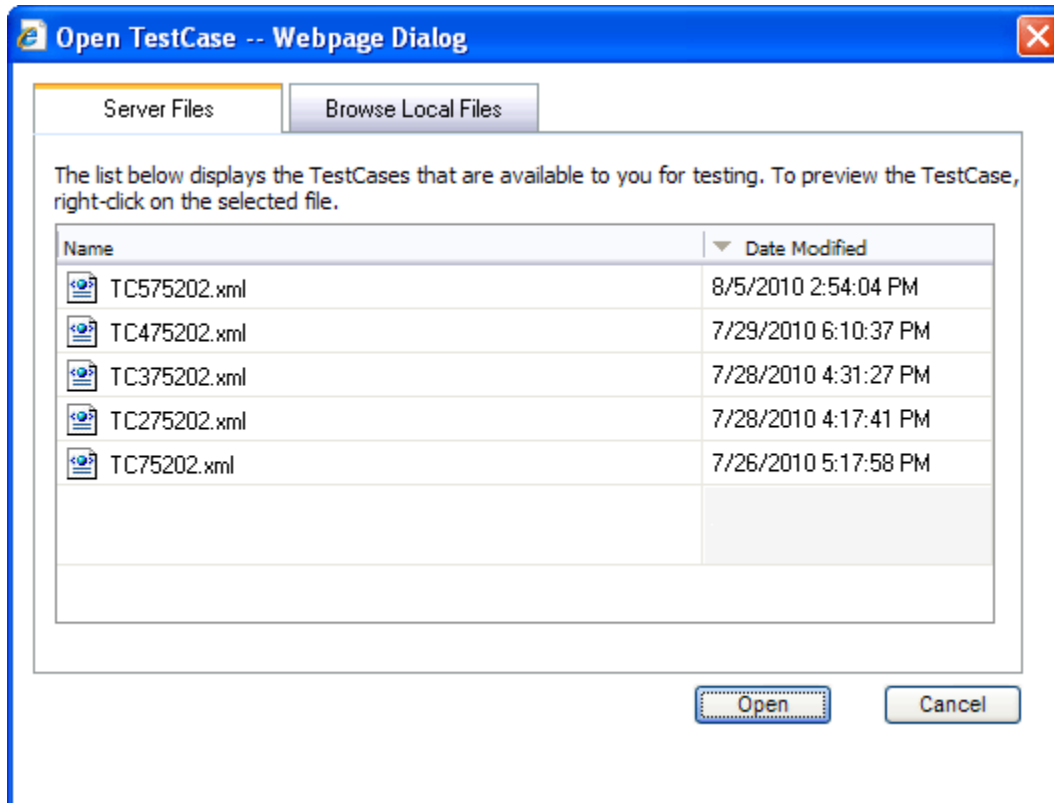 Open TestCase -- Webpage Dialog
Server Files
Browse Local Files
The list below displays the TestCases that are available to you for testing. To preview the TestCase,
right-click on the selected file.
Name Date Modified
TC575202.xml 8/5/2010 2:54:04 PM
TC475202.xml 7/29/2010 6:10:37 PM
TC375202.xml 7/28/2010 4:31:27 PM
TC275202.xml 7/28/2010 4:17:41 PM
TC75202.xml 7/26/2010 5:17:58 PM
Open Cancel